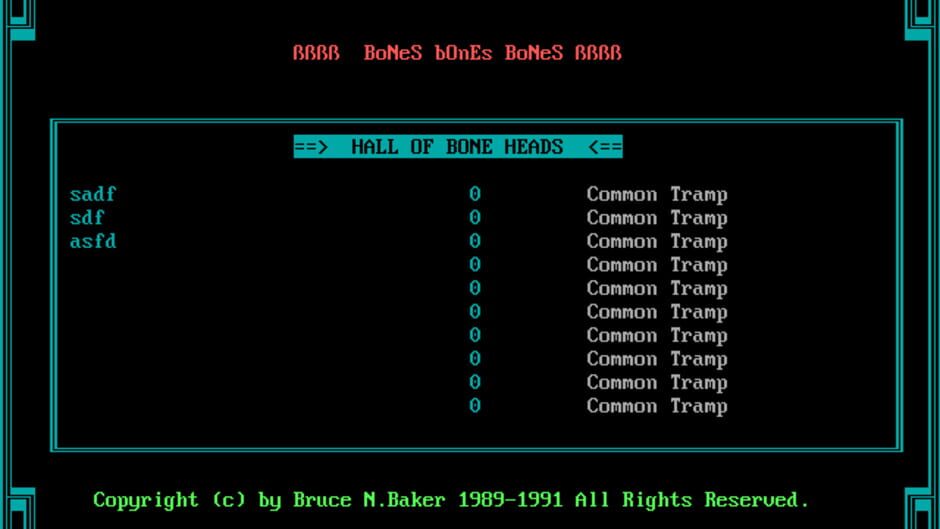 ßßßß BoNeS bOnEs BoNeS ßßßß
==> HALL OF BONE HEADS <==
sadf 0 Common Tramp
sdf 0 Common Tramp
asfd 0 Common Tramp
0 Common Tramp
0 Common Tramp
0 Common Tramp
0 Common Tramp
0 Common Tramp
0 Common Tramp
0 Common Tramp
Copyright (c) by Bruce N.Baker 1989-1991 All Rights Reserved.